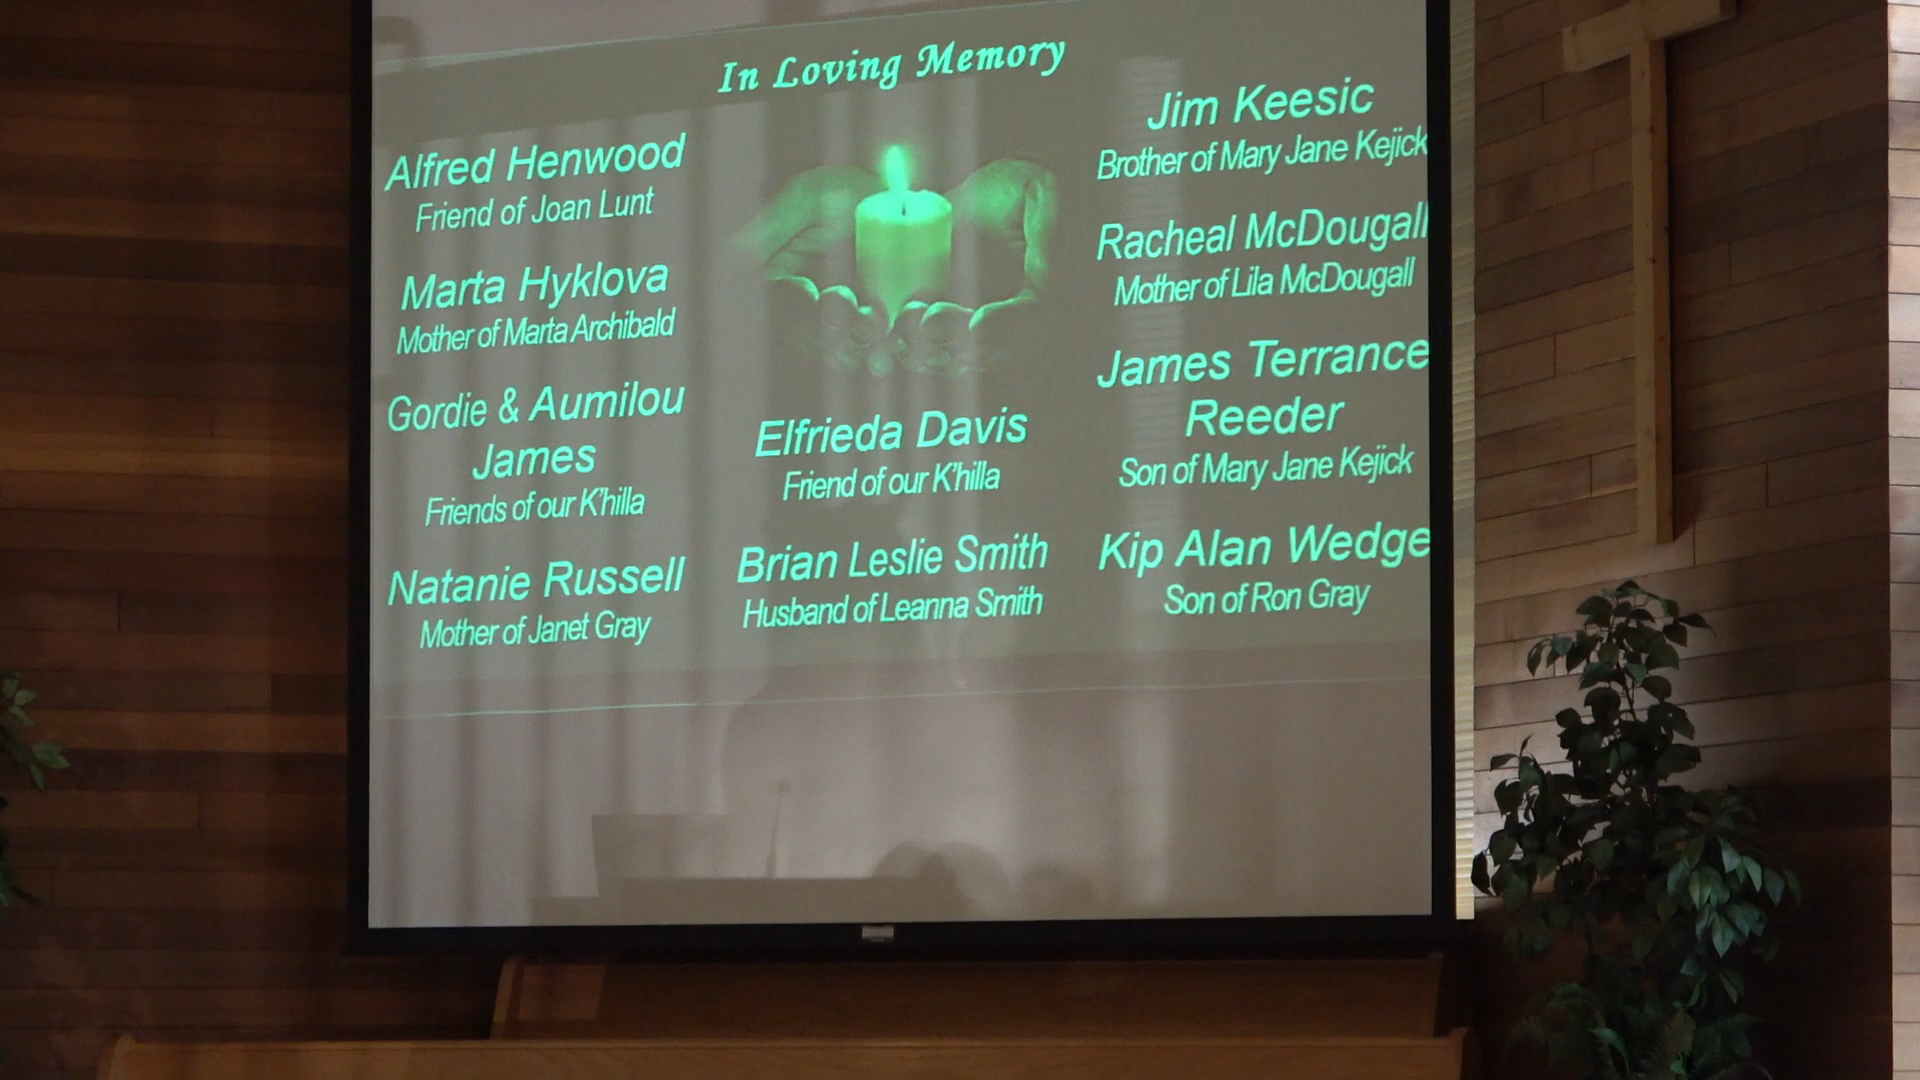 In Loving Memory
Alfred Henwood
Friend of Joan Lunt
Marta Hyklova
Mother of Marta Archibald
Gordie & Aumilou
James
Friends of our K'hilla
Natanie Russell
Mother of Janet Gray
Elfrieda Davis
Friend of our K'hilla
Brian Leslie Smith
Husband of Leanna Smith
Jim Keesic
Brother of Mary Jane Kejick
Racheal McDougall
Mother of Lila McDougall
James Terrance
Reeder
Son of Mary Jane Kejick
Kip Alan Wedge
Son of Ron Gray